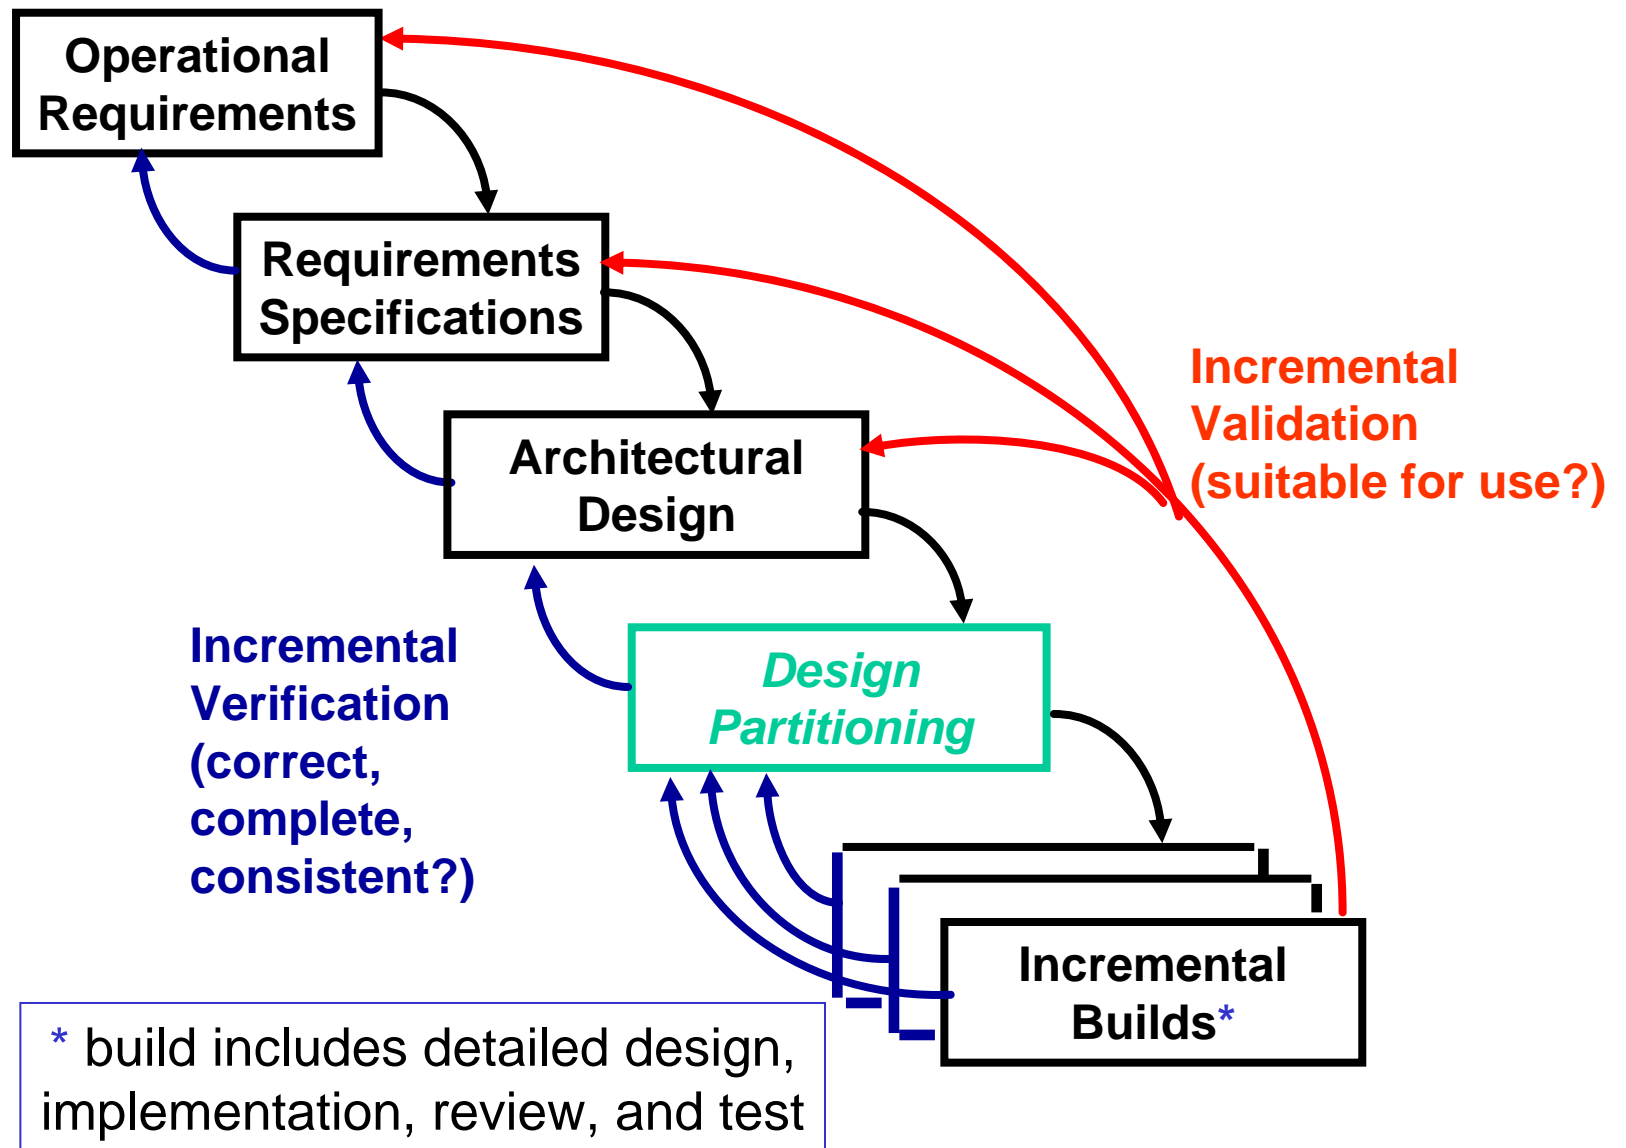 Operational
Requirements
Requirements
Specifications
Incremental
Validation
(suitable for use?)
Architectural
Design
Incremental
Verification
(correct,
complete,
consistent?)
Design
Partitioning
Incremental
Builds*
* build includes detailed design,
implementation, review, and test